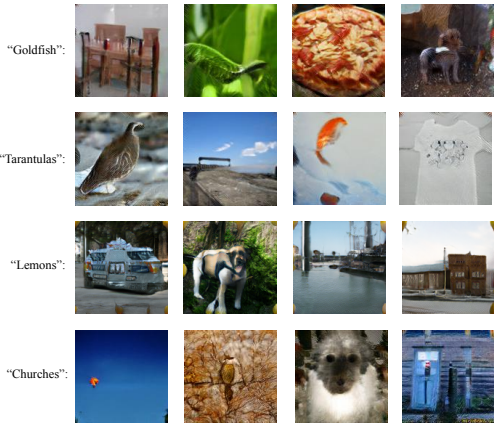 “Goldfish”:
“Tarantulas”:
“Lemons”:
“Churches”: